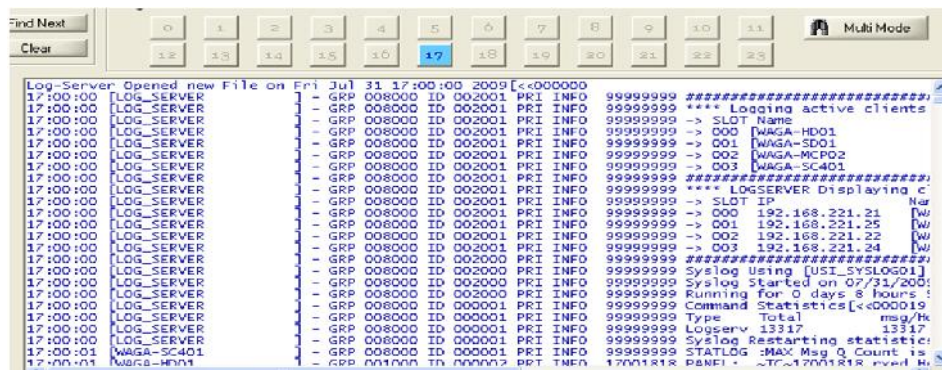 Find Next
0 1 2 3 4 5 6 7 8 9 10 11
Multi Mode
Clear
12 13 14 15 16 17 18 19 20 21 22 23
Log-Server Opened new File on Fri Jul 31 17:00:00 2009[<<000000
17:00:00 [LOG_SERVER ] - GRP 008000 ID 002001 PRI INFO 99999999 ############################
17:00:00 [LOG_SERVER ] - GRP 008000 ID 002001 PRI INFO 99999999 **** Logging active clients
17:00:00 [LOG_SERVER ] - GRP 008000 ID 002001 PRI INFO 99999999 -> SLOT Name
17:00:00 [LOG_SERVER ] - GRP 008000 ID 002001 PRI INFO 99999999 -> 000 [WAGA-HD01
17:00:00 [LOG_SERVER ] - GRP 008000 ID 002001 PRI INFO 99999999 -> 001 [WAGA-SD01
17:00:00 [LOG_SERVER ] - GRP 008000 ID 002001 PRI INFO 99999999 -> 002 [WAGA-MCP02
17:00:00 [LOG_SERVER ] - GRP 008000 ID 002001 PRI INFO 99999999 -> 003 [WAGA-SC401
17:00:00 [LOG_SERVER ] - GRP 008000 ID 002001 PRI INFO 99999999 ############################
17:00:00 [LOG_SERVER ] - GRP 008000 ID 002001 PRI INFO 99999999 **** LOGSERVER Displaying
17:00:00 [LOG_SERVER ] - GRP 008000 ID 002001 PRI INFO 99999999 -> SLOT IP
17:00:00 [LOG_SERVER ] - GRP 008000 ID 002001 PRI INFO 99999999 -> 000 192.168.221.21
17:00:00 [LOG_SERVER ] - GRP 008000 ID 002001 PRI INFO 99999999 -> 001 192.168.221.25
17:00:00 [LOG_SERVER ] - GRP 008000 ID 002001 PRI INFO 99999999 -> 002 192.168.221.22
17:00:00 [LOG_SERVER ] - GRP 008000 ID 002001 PRI INFO 99999999 -> 003 192.168.221.24
17:00:00 [LOG_SERVER ] - GRP 008000 ID 002000 PRI INFO 99999999 ############################
17:00:00 [LOG_SERVER ] - GRP 008000 ID 002000 PRI INFO 99999999 Syslog Using [USI_SYSLOG01]
17:00:00 [LOG_SERVER ] - GRP 008000 ID 002000 PRI INFO 99999999 Syslog Started on 07/31/2009
17:00:00 [LOG_SERVER ] - GRP 008000 ID 002000 PRI INFO 99999999 Running for 0 days 8 hours
17:00:00 [LOG_SERVER ] - GRP 008000 ID 002000 PRI INFO 99999999 Command Statistics[<<000019
17:00:00 [LOG_SERVER ] - GRP 008000 ID 002000 PRI INFO 99999999 Type Total
17:00:00 [LOG_SERVER ] - GRP 008000 ID 002000 PRI INFO 99999999 Logserv 13317 13317
17:00:00 [LOG_SERVER ] - GRP 008000 ID 002000 PRI INFO 99999999 Syslog Restarting
17:00:01 [WAGA-SC401 ] - GRP 008000 ID 000001 PRI INFO 99999999 STATLOG :MAX Msg Q Count is
17:00:01 [WAGA-HD01 ] - GRP 001000 ID 000002 PRI INFO 17001818 PANEL: